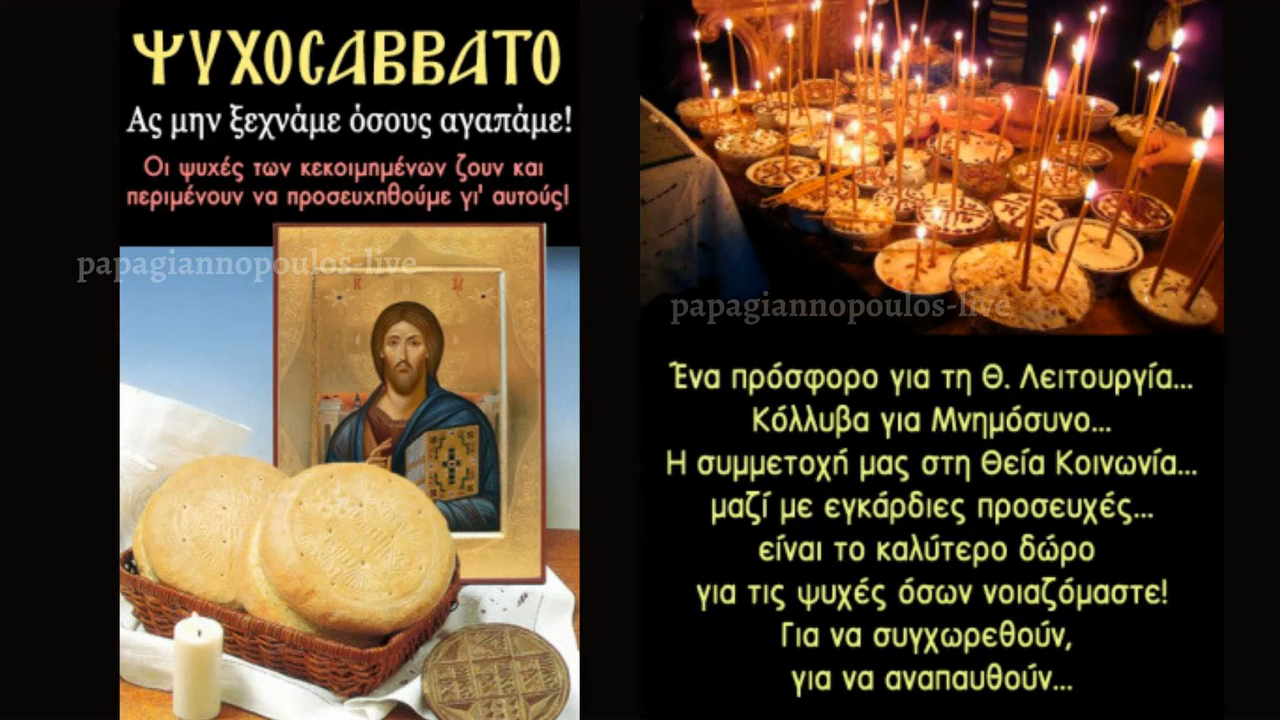 ΨΥΧΟΣΑΒΒΑΤΟ
Ας μην ξεχνάμε όσους αγαπάμε!
Οι ψυχές των κεκοιμημένων ζουν και
περιμένουν να προσευχηθούμε γι' αυτούς!
papagiannopoulos-live
papagiannopoulos-live
Ένα πρόσφορο για τη Θ. Λειτουργία...
Κόλλυβα για Μνημόσυνο...
Η συμμετοχή μας στη Θεία Κοινωνία...
μαζί με εγκάρδιες προσευχές...
είναι το καλύτερο δώρο
για τις ψυχές όσων νοιαζόμαστε!
Για να συγχωρεθούν,
για να αναπαυθούν...